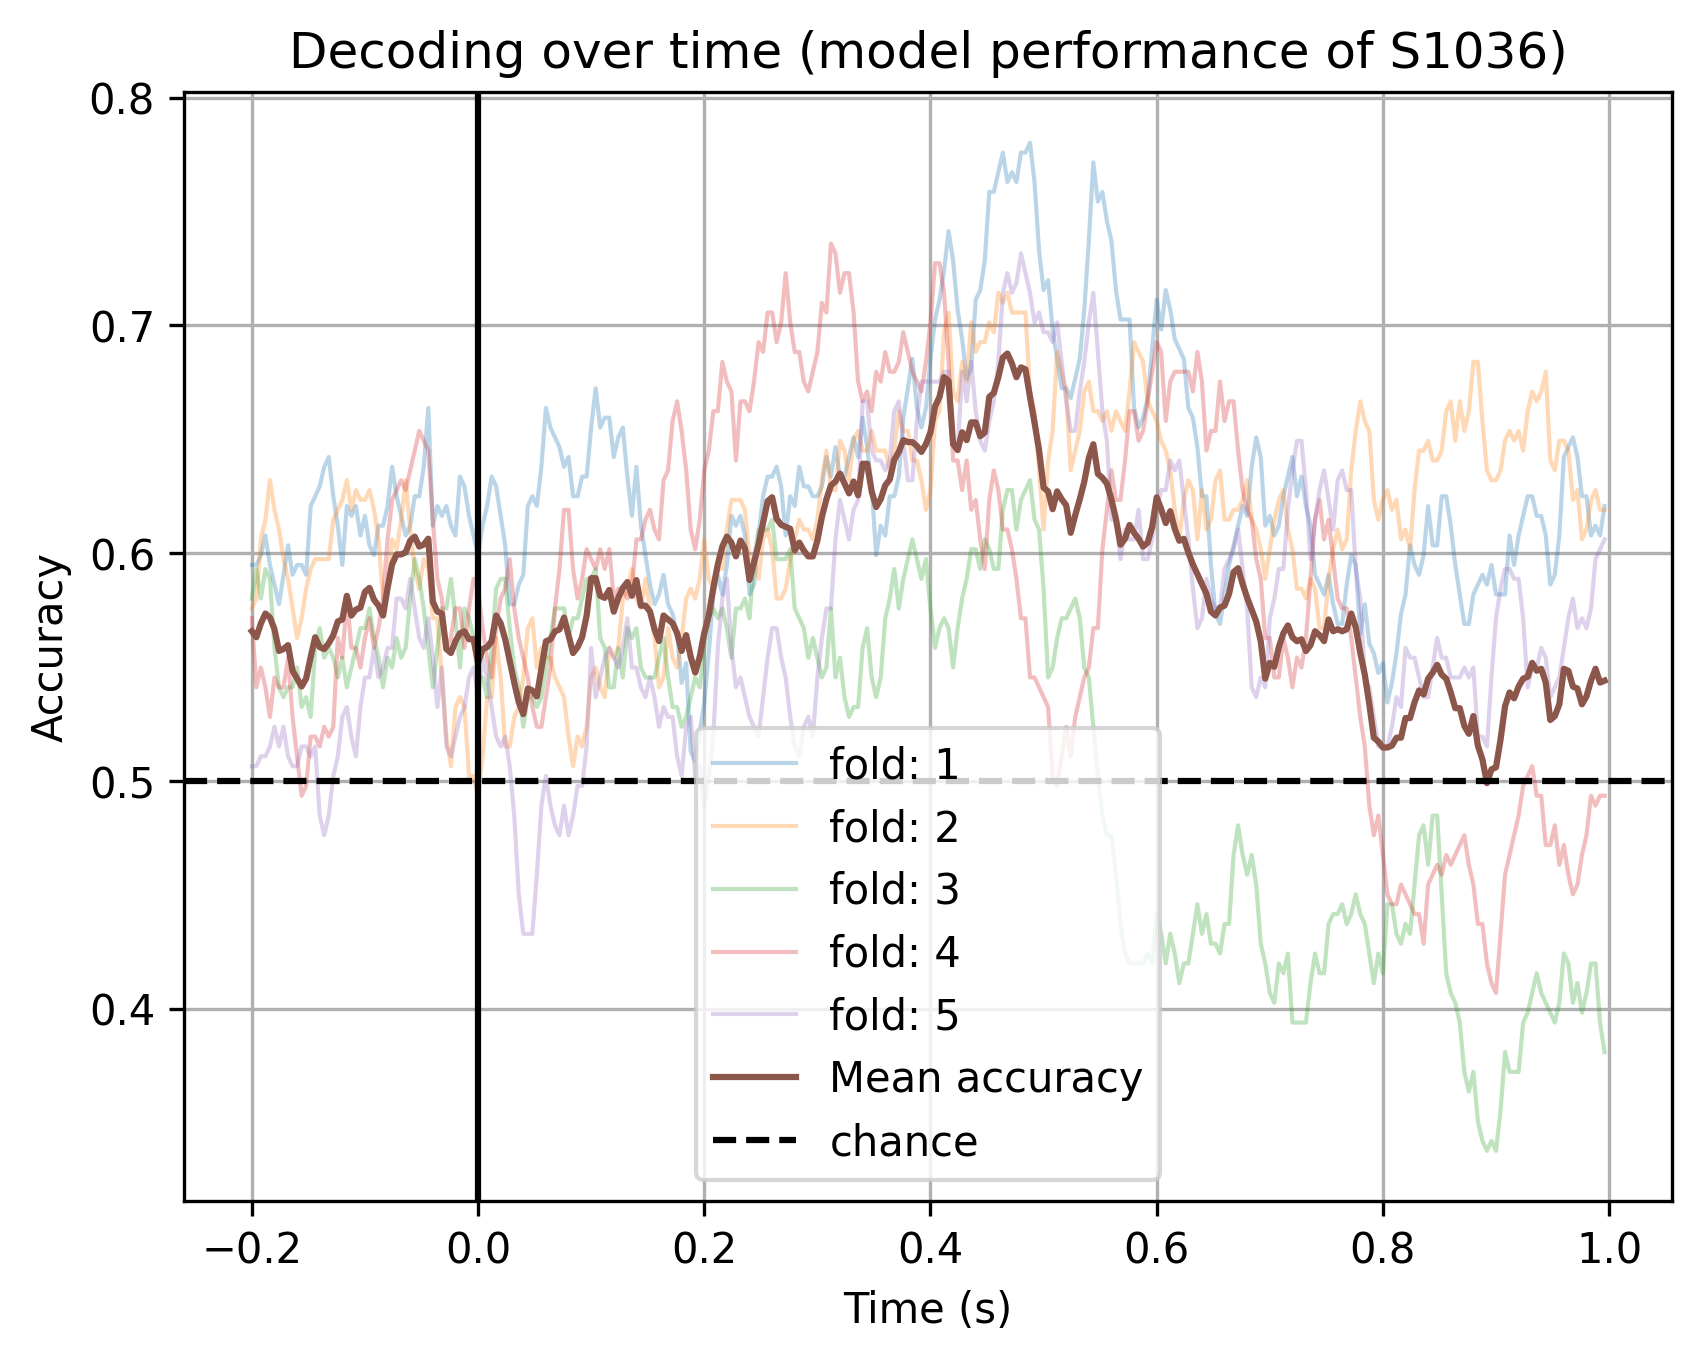 Decoding over time (model performance of S1036)
0.8
0.7
0.6
0.5
0.4
Accuracy
fold: 1
fold: 2
fold: 3
fold: 4
fold: 5
Mean accuracy
chance
−0.2 0.0 0.2 0.4 0.6 0.8 1.0
Time (s)